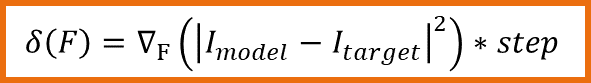 δ(F) = ∇_F (|I_model − I_target|²) * step